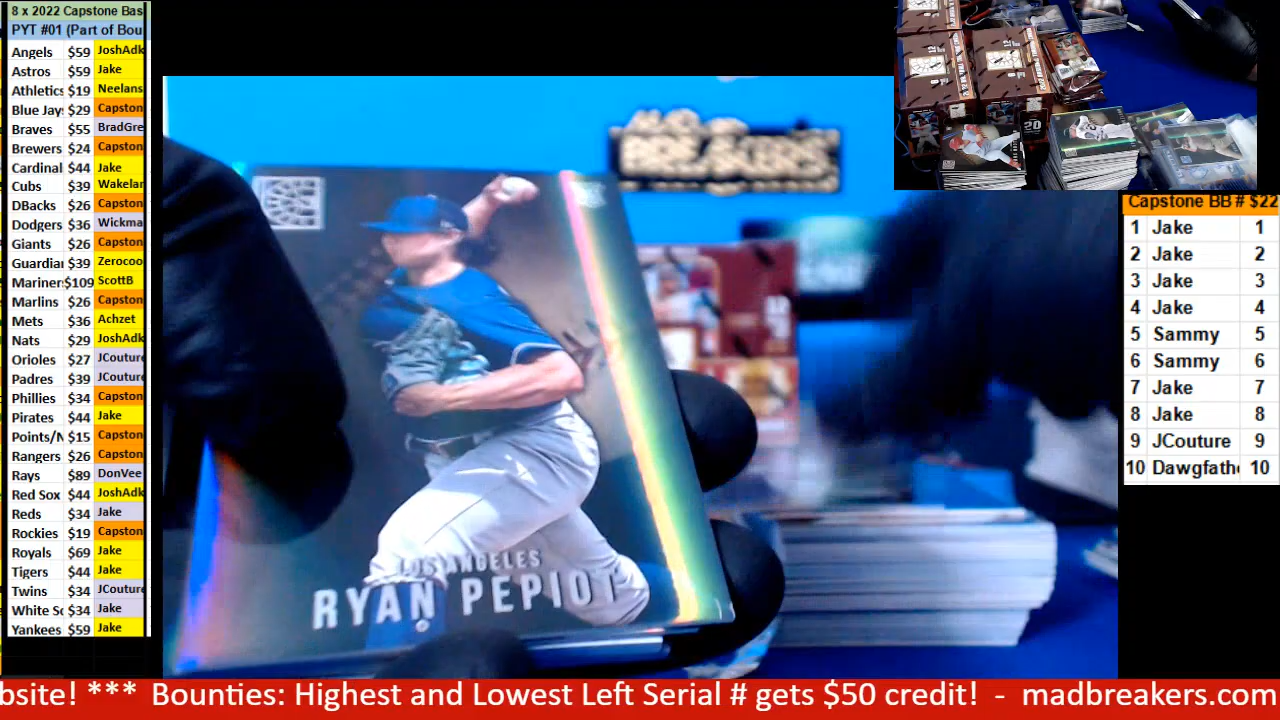 8 x 2022 Capstone Bas
PYT #01 (Part of Bou
Angels $59 JoshAdk
Astros $59 Jake
Athletics $19 Neelans
Blue Jay $29 Capston
Braves $55 BradGre
Brewers $24 Capston
Cardinal $44 Jake
Cubs $39 Wakelan
DBacks $26 Capston
Dodgers $36 Wickma
Giants $26 Capston
Guardia $39 Zerocoo
Mariner $109 ScottB
Marlins $26 Capston
Mets $36 Achzet
Nats $29 JoshAdk
Orioles $27 JCouture
Padres $39 JCouture
Phillies $34 Capston
Pirates $44 Jake
Points/N $15 Capston
Rangers $26 Capston
Rays $89 DonVee
Red Sox $44 JoshAdk
Reds $34 Jake
Rockies $19 Capston
Royals $69 Jake
Tigers $44 Jake
Twins $34 JCouture
White So $34 Jake
Yankees $59 Jake
BREAKERS
LOS ANGELES
RYAN PEPIOT
20
Capstone BB # $22
1 Jake 1
2 Jake 2
3 Jake 3
4 Jake 4
5 Sammy 5
6 Sammy 6
7 Jake 7
8 Jake 8
9 JCouture 9
10 Dawgfath 10
bsite! *** Bounties: Highest and Lowest Left Serial # gets $50 credit! - madbreakers.com